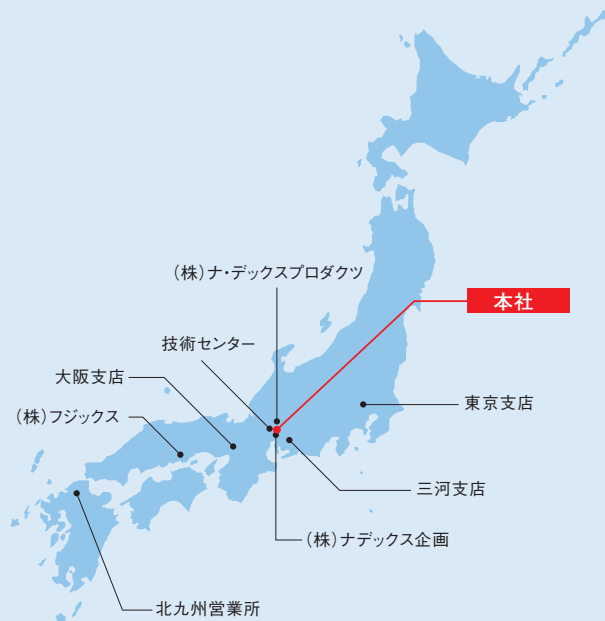 （株）ナ・デックスプロダクツ
本社
技術センター
大阪支店
東京支店
（株）フジックス
三河支店
（株）ナデックス企画
北九州営業所